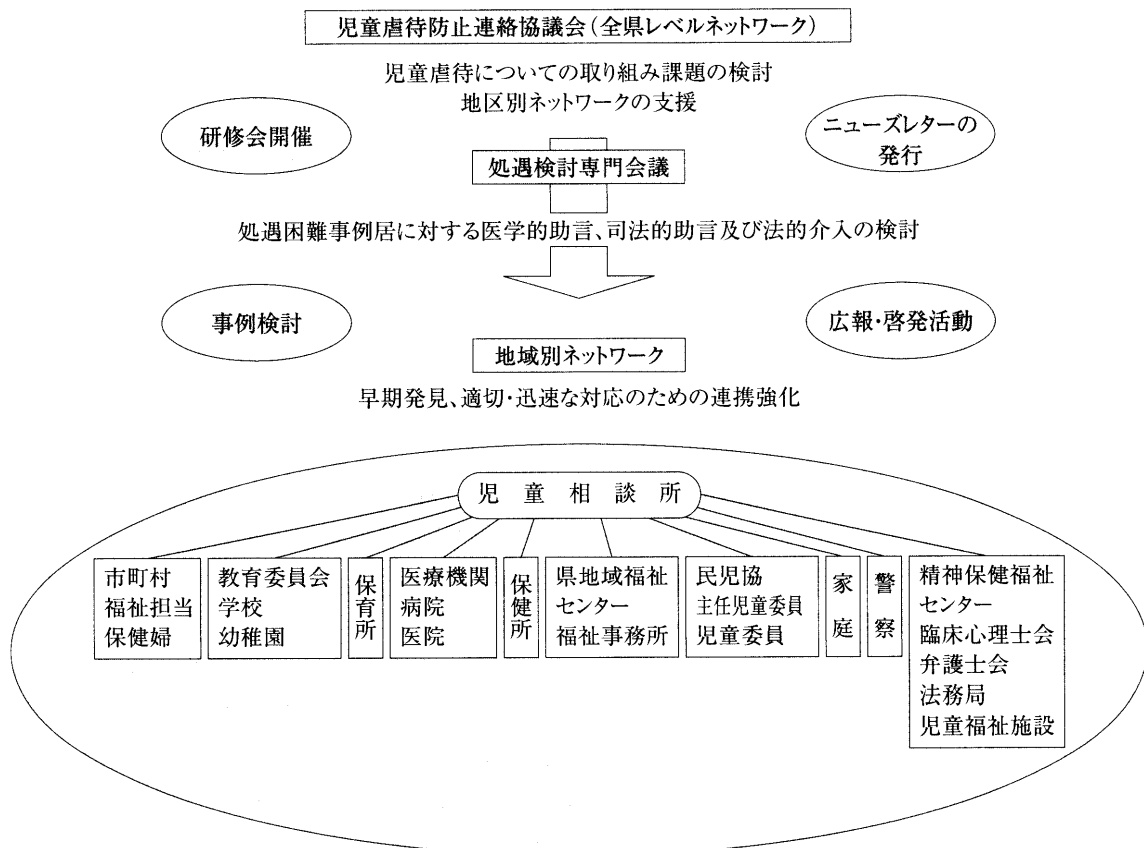 児童虐待防止連絡協議会(全県レベルネットワーク)
児童虐待についての取り組み課題の検討
地区別ネットワークの支援
研修会開催
ニューズレターの
発行
処遇検討専門会議
処遇困難事例居に対する医学的助言、司法的助言及び法的介入の検討
事例検討
広報・啓発活動
地域別ネットワーク
早期発見、適切・迅速な対応のための連携強化
児童相談所
市町村
福祉担当
保健婦
教育委員会
学校
幼稚園
保育所
医療機関
病院
医院
保健所
県地域福祉
センター
福祉事務所
民児協
主任児童委員
児童委員
家庭
警察
精神保健福祉
センター
臨床心理士会
弁護士会
法務局
児童福祉施設